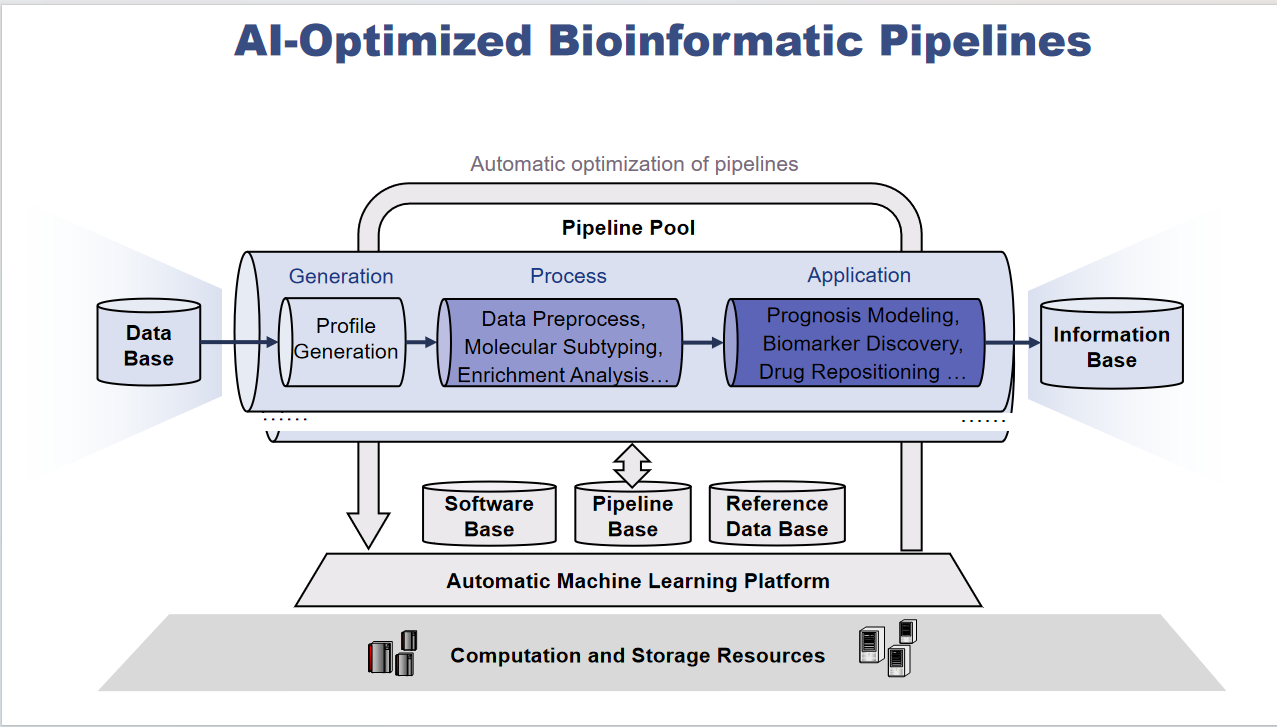 AI-Optimized Bioinformatic Pipelines
Automatic optimization of pipelines
Pipeline Pool
Generation
Process
Application
Data
Base
Profile
Generation
Data Preprocess,
Molecular Subtyping,
Enrichment Analysis…
Prognosis Modeling,
Biomarker Discovery,
Drug Repositioning …
Information
Base
......
......
Software
Base
Pipeline
Base
Reference
Data Base
Automatic Machine Learning Platform
Computation and Storage Resources